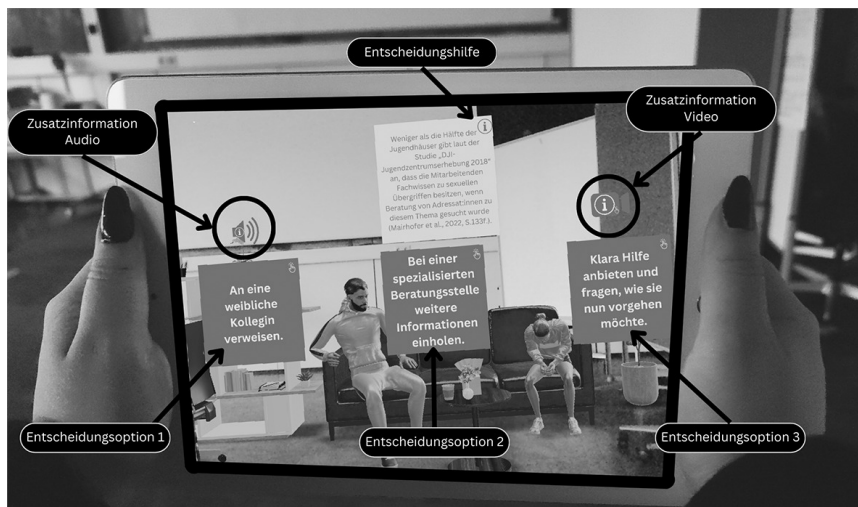 Entscheidungshilfe
Zusatzinformation
Audio
Zusatzinformation
Video
Weniger als die Hälfte der
Jugendhäuser gibt laut der
Studie „DJI-
Jugendzentrumserhebung 2018"
an, dass die Mitarbeitenden
Fachwissen zu sexuellen
Übergriffen besitzen, wenn
Beratung von Adressat:innen zu
diesem Thema gesucht wurde
(Mairhofer et al., 2022, S.133f.).
An eine
weibliche
Kollegin
verweisen.
Bei einer
spezialisierten
Beratungsstelle
weitere
Informationen
einholen.
Klara Hilfe
anbieten und
fragen, wie sie
nun vorgehen
möchte.
Entscheidungsoption 1
Entscheidungsoption 2
Entscheidungsoption 3